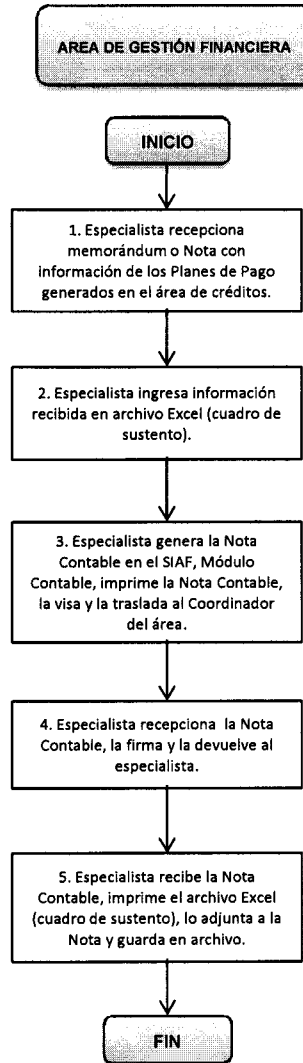 AREA DE GESTIÓN FINANCIERA
INICIO
1. Especialista recepciona
memorándum o Nota con
información de los Planes de Pago
generados en el área de créditos.
2. Especialista ingresa información
recibida en archivo Excel (cuadro de
sustento).
3. Especialista genera la Nota
Contable en el SIAF, Módulo
Contable, imprime la Nota Contable,
la visa y la traslada al Coordinador
del área.
4. Especialista recepciona la Nota
Contable, la firma y la devuelve al
especialista.
5. Especialista recibe la Nota
Contable, imprime el archivo Excel
(cuadro de sustento), lo adjunta a la
Nota y guarda en archivo.
FIN